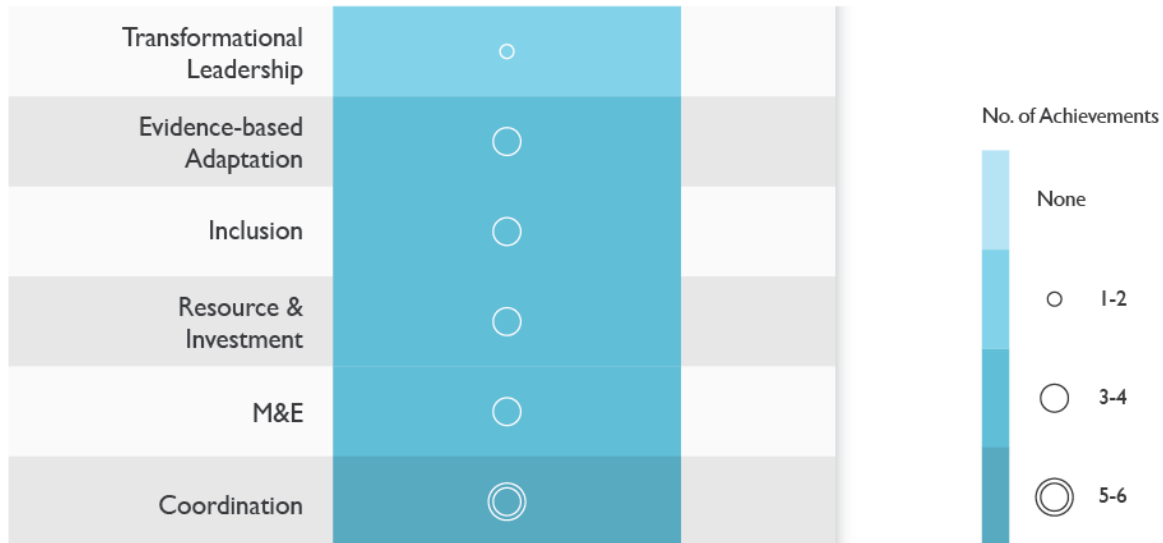 Transformational
Leadership
Evidence-based
Adaptation
Inclusion
Resource &
Investment
M&E
Coordination
No. of Achievements
None
1-2
3-4
5-6